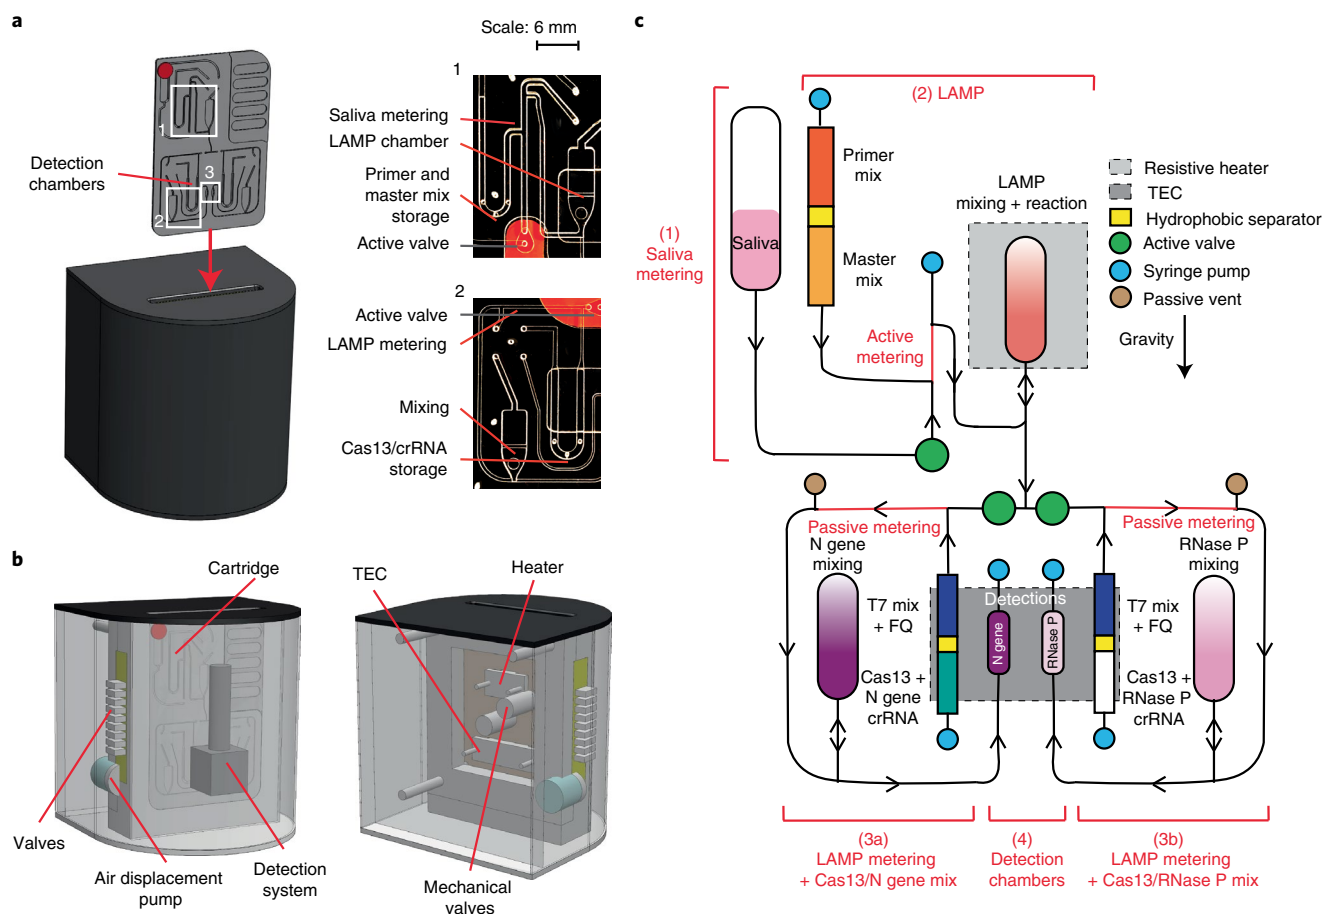 a
Scale: 6 mm
Detection
chambers
1
2
3
1
Saliva metering
LAMP chamber
Primer and
master mix
storage
Active valve
2
Active valve
LAMP metering
Mixing
Cas13/crRNA
storage
b
Cartridge
Valves
Air displacement
pump
Detection
system
TEC
Heater
Mechanical
valves
c
(1)
Saliva
metering
(2) LAMP
Saliva
Primer
mix
Master
mix
Active
metering
LAMP
mixing + reaction
Resistive heater
TEC
Hydrophobic separator
Active valve
Syringe pump
Passive vent
Gravity
Passive metering
N gene
mixing
T7 mix
+ FQ
Cas13 +
N gene
crRNA
Detections
N gene
RNase P
Passive metering
RNase P
mixing
T7 mix
+ FQ
Cas13 +
RNase P
crRNA
(3a)
LAMP metering
+ Cas13/N gene mix
(4)
Detection
chambers
(3b)
LAMP metering
+ Cas13/RNase P mix